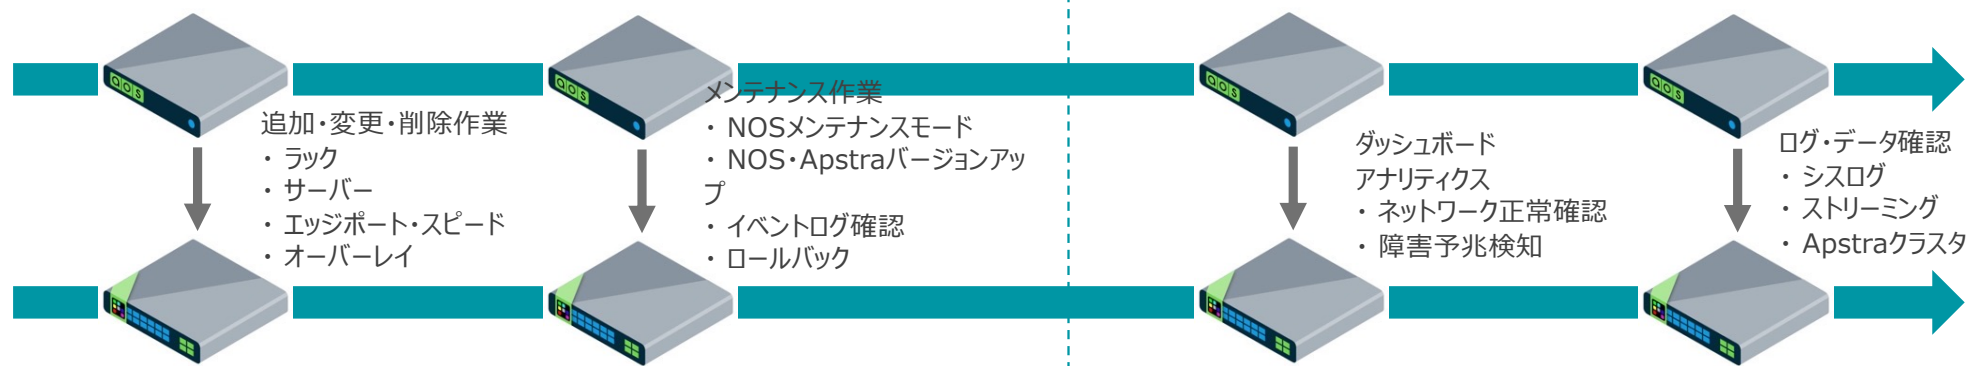 QOS
追加・変更・削除作業
・ ラック
・ サーバー
・ エッジポート・スピード
・ オーバーレイ
QOS
メンテナンス作業
・ NOSメンテナンスモード
・ NOS・Apstraバージョンアッ
プ
・ イベントログ確認
・ ロールバック
QOS
ダッシュボード
アナリティクス
・ ネットワーク正常確認
・ 障害予兆検知
QOS
ログ・データ確認
・ シスログ
・ ストリーミング
・ Apstraクラスタ